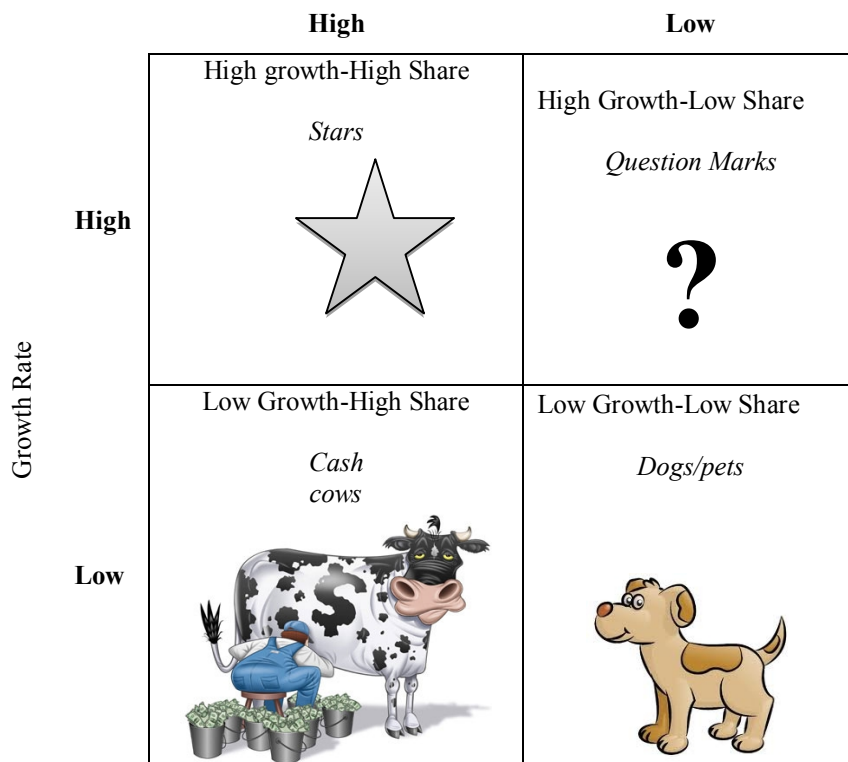 High
Low
High growth-High Share
Stars
High Growth-Low Share
Question Marks
?
High
Growth Rate
Low Growth-High Share
Cash
cows
Low Growth-Low Share
Dogs/pets
Low
$